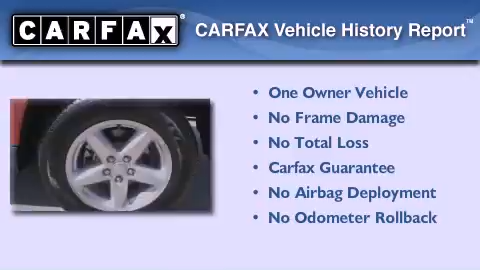 CARFAX® CARFAX Vehicle History Report™
• One Owner Vehicle
• No Frame Damage
• No Total Loss
• Carfax Guarantee
• No Airbag Deployment
• No Odometer Rollback